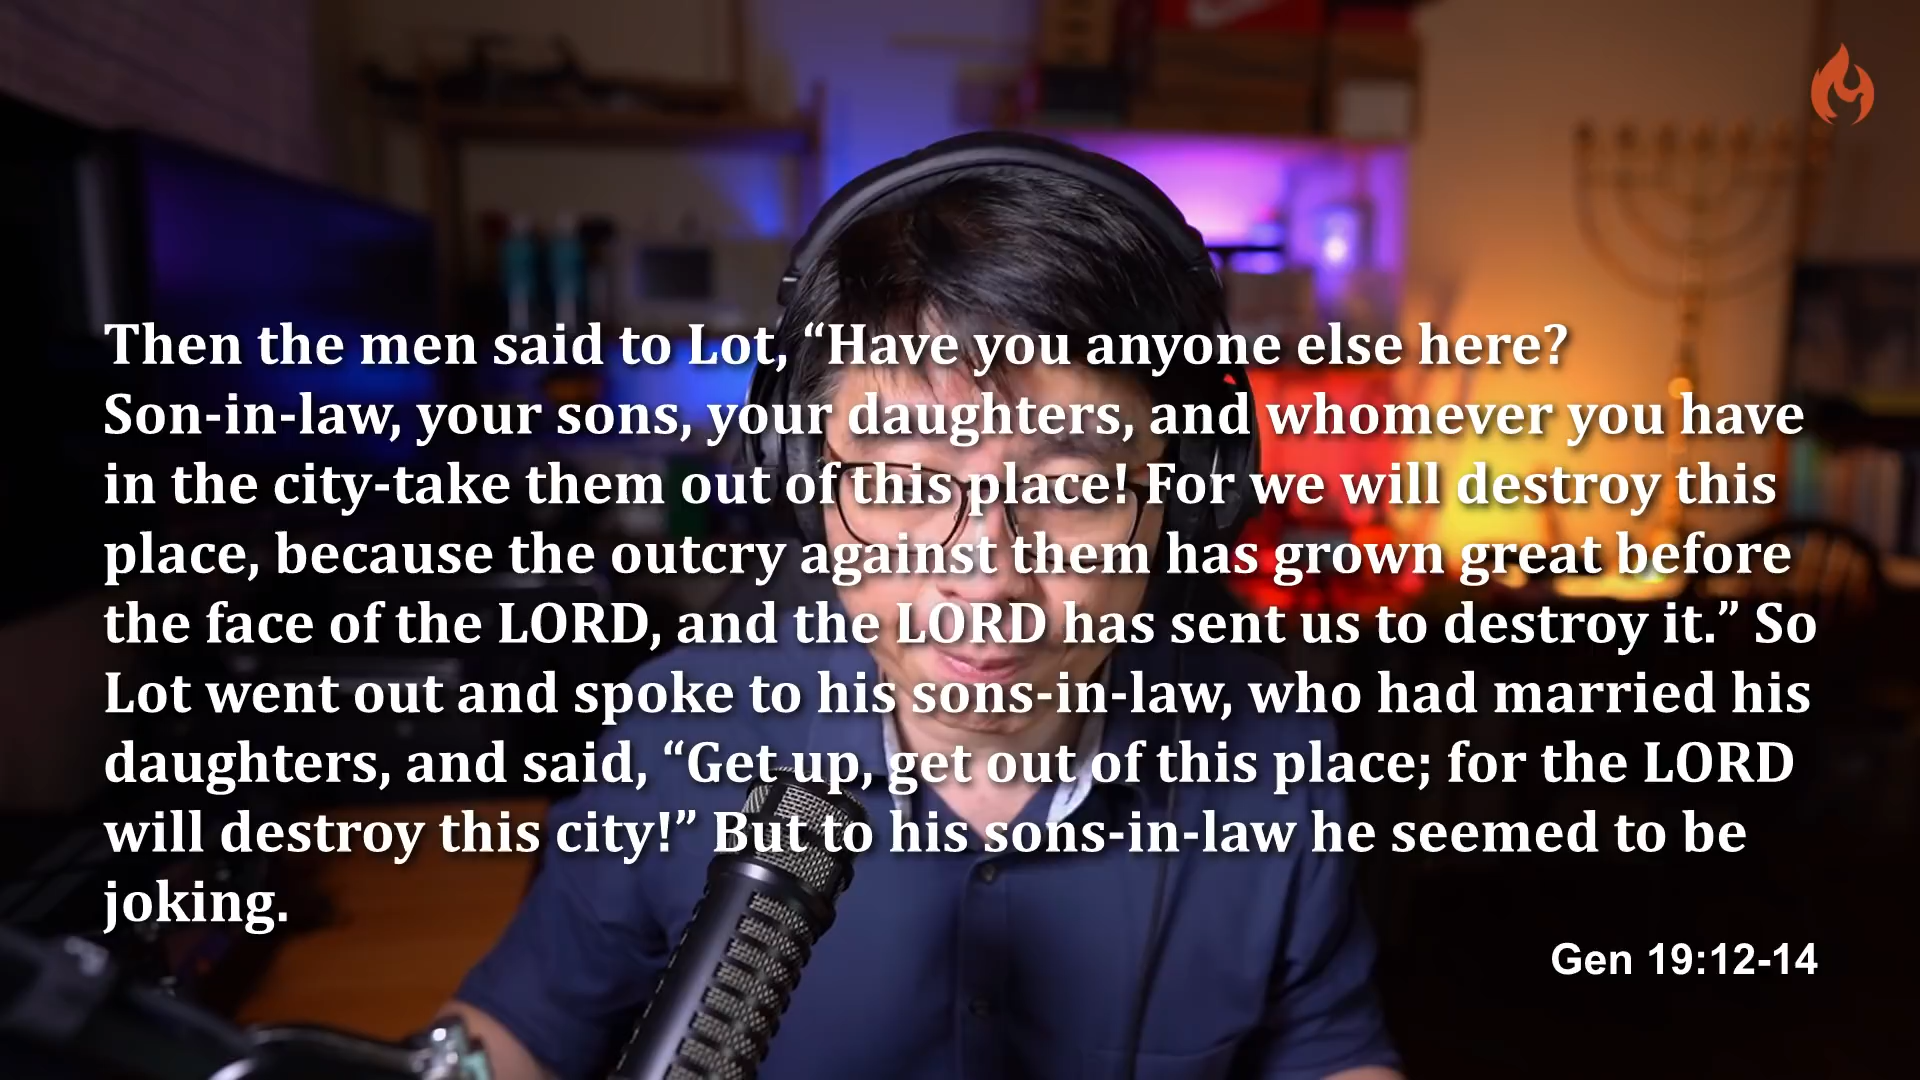 Then the men said to Lot, “Have you anyone else here?
Son-in-law, your sons, your daughters, and whomever you have
in the city-take them out of this place! For we will destroy this
place, because the outcry against them has grown great before
the face of the LORD, and the LORD has sent us to destroy it.” So
Lot went out and spoke to his sons-in-law, who had married his
daughters, and said, “Get up, get out of this place; for the LORD
will destroy this city!” But to his sons-in-law he seemed to be
joking.
Gen 19:12-14